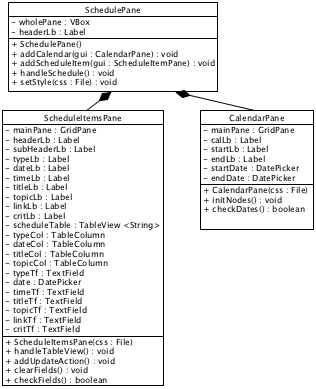 SchedulePane
- wholePane : VBox
- headerLb : Label
+ SchedulePane()
+ addCalendar(gui : CalendarPane) : void
+ addScheduleItem(gui : ScheduleItemPane) : void
+ handleSchedule() : void
+ setStyle(css : File) : void
ScheduleItemsPane
- mainPane : GridPane
- headerLb : Label
- subHeaderLb : Label
- typeLb : Label
- dateLb : Label
- timeLb : Label
- titleLb : Label
- topicLb : Label
- linkLb : Label
- critLb : Label
- scheduleTable : TableView <String>
- typeCol : TableColumn
- dateCol : TableColumn
- titleCol : TableColumn
- topicCol : TableColumn
- typeTf : TextField
- date : DatePicker
- timeTf : TextField
- titleTf : TextField
- topicTf : TextField
- linkTf : TextField
- critTf : TextField
+ ScheduleItemsPane(css : File)
+ handleTableView() : void
+ addUpdateAction() : void
+ clearFields() : void
+ checkFields() : boolean
CalendarPane
- mainPane : GridPane
- calLb : Label
- startLb : Label
- endLb : Label
- startDate : DatePicker
- endDate : DatePicker
+ CalendarPane(css : File)
+ initNodes() : void
+ checkDates() : boolean